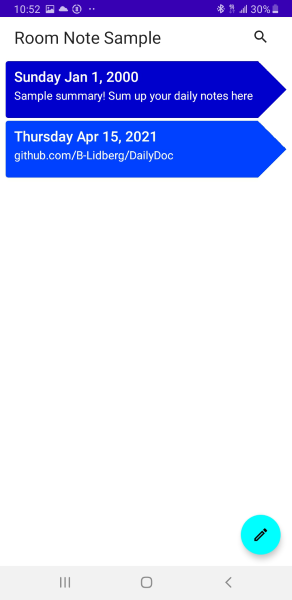 10:52
30%
Room Note Sample
Sunday Jan 1, 2000
Sample summary! Sum up your daily notes here
Thursday Apr 15, 2021
github.com/B-Lidberg/DailyDoc